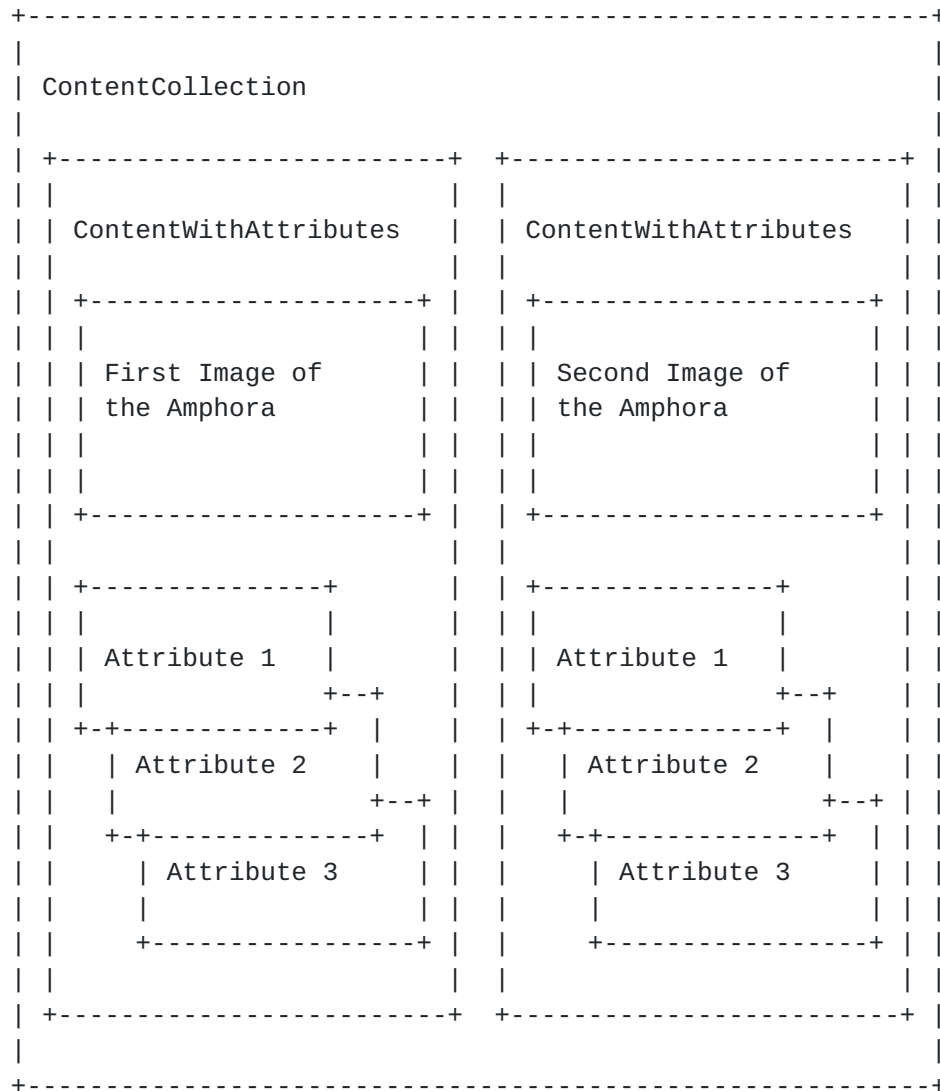 ContentCollection
ContentWithAttributes
First Image of
the Amphora
Attribute 1
Attribute 2
Attribute 3
ContentWithAttributes
Second Image of
the Amphora
Attribute 1
Attribute 2
Attribute 3